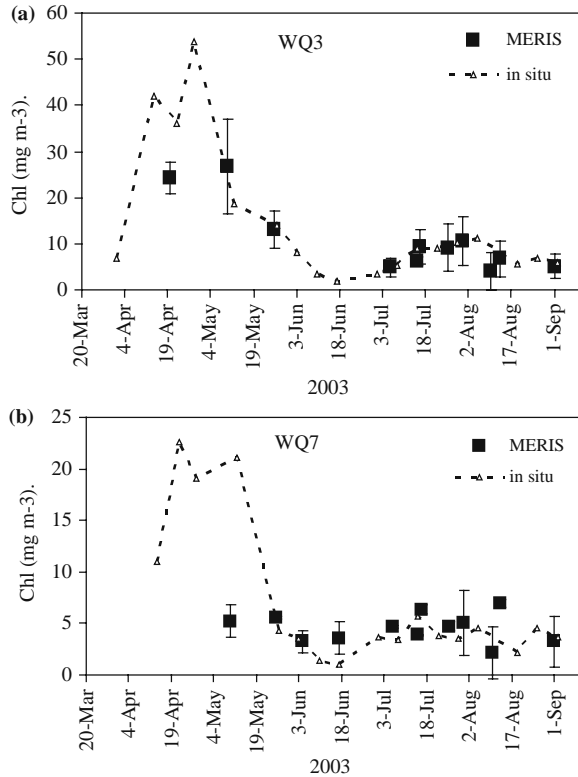 (a)
WQ3
MERIS
in situ
Chl (mg m-3).
60
50
40
30
20
10
0
20-Mar
4-Apr
19-Apr
4-May
19-May
3-Jun
18-Jun
3-Jul
18-Jul
2-Aug
17-Aug
1-Sep
2003
(b)
WQ7
MERIS
in situ
Chl (mg m-3).
25
20
15
10
5
0
20-Mar
4-Apr
19-Apr
4-May
19-May
3-Jun
18-Jun
3-Jul
18-Jul
2-Aug
17-Aug
1-Sep
2003